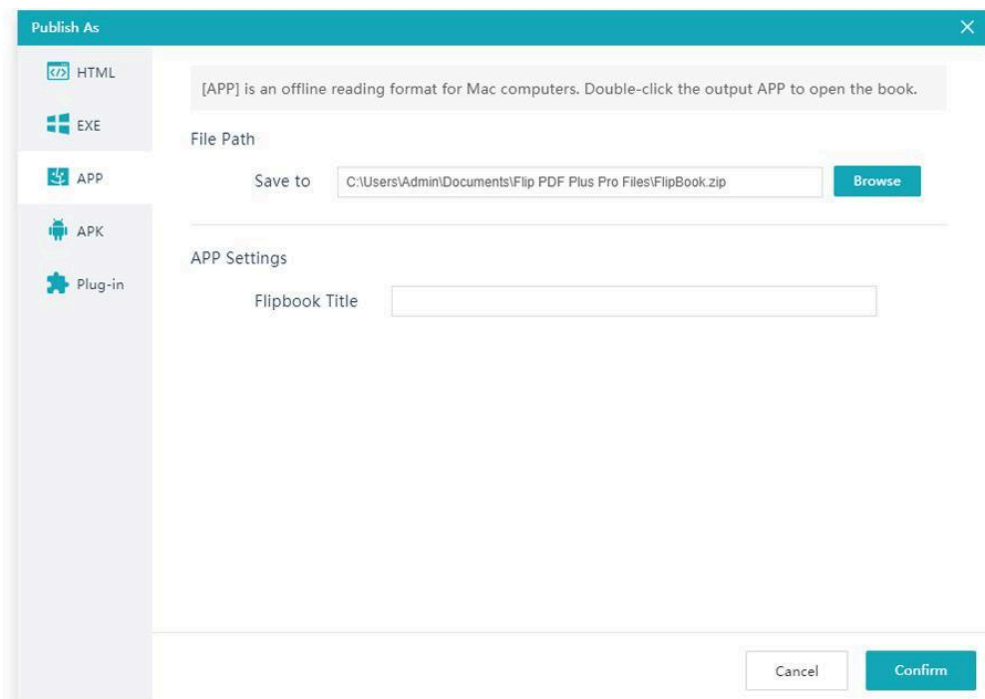 Publish As
HTML
EXE
APP
APK
Plug-in
[APP] is an offline reading format for Mac computers. Double-click the output APP to open the book.
File Path
Save to C:\Users\Admin\Documents\Flip PDF Plus Pro Files\FlipBook.zip Browse
APP Settings
Flipbook Title
Cancel Confirm